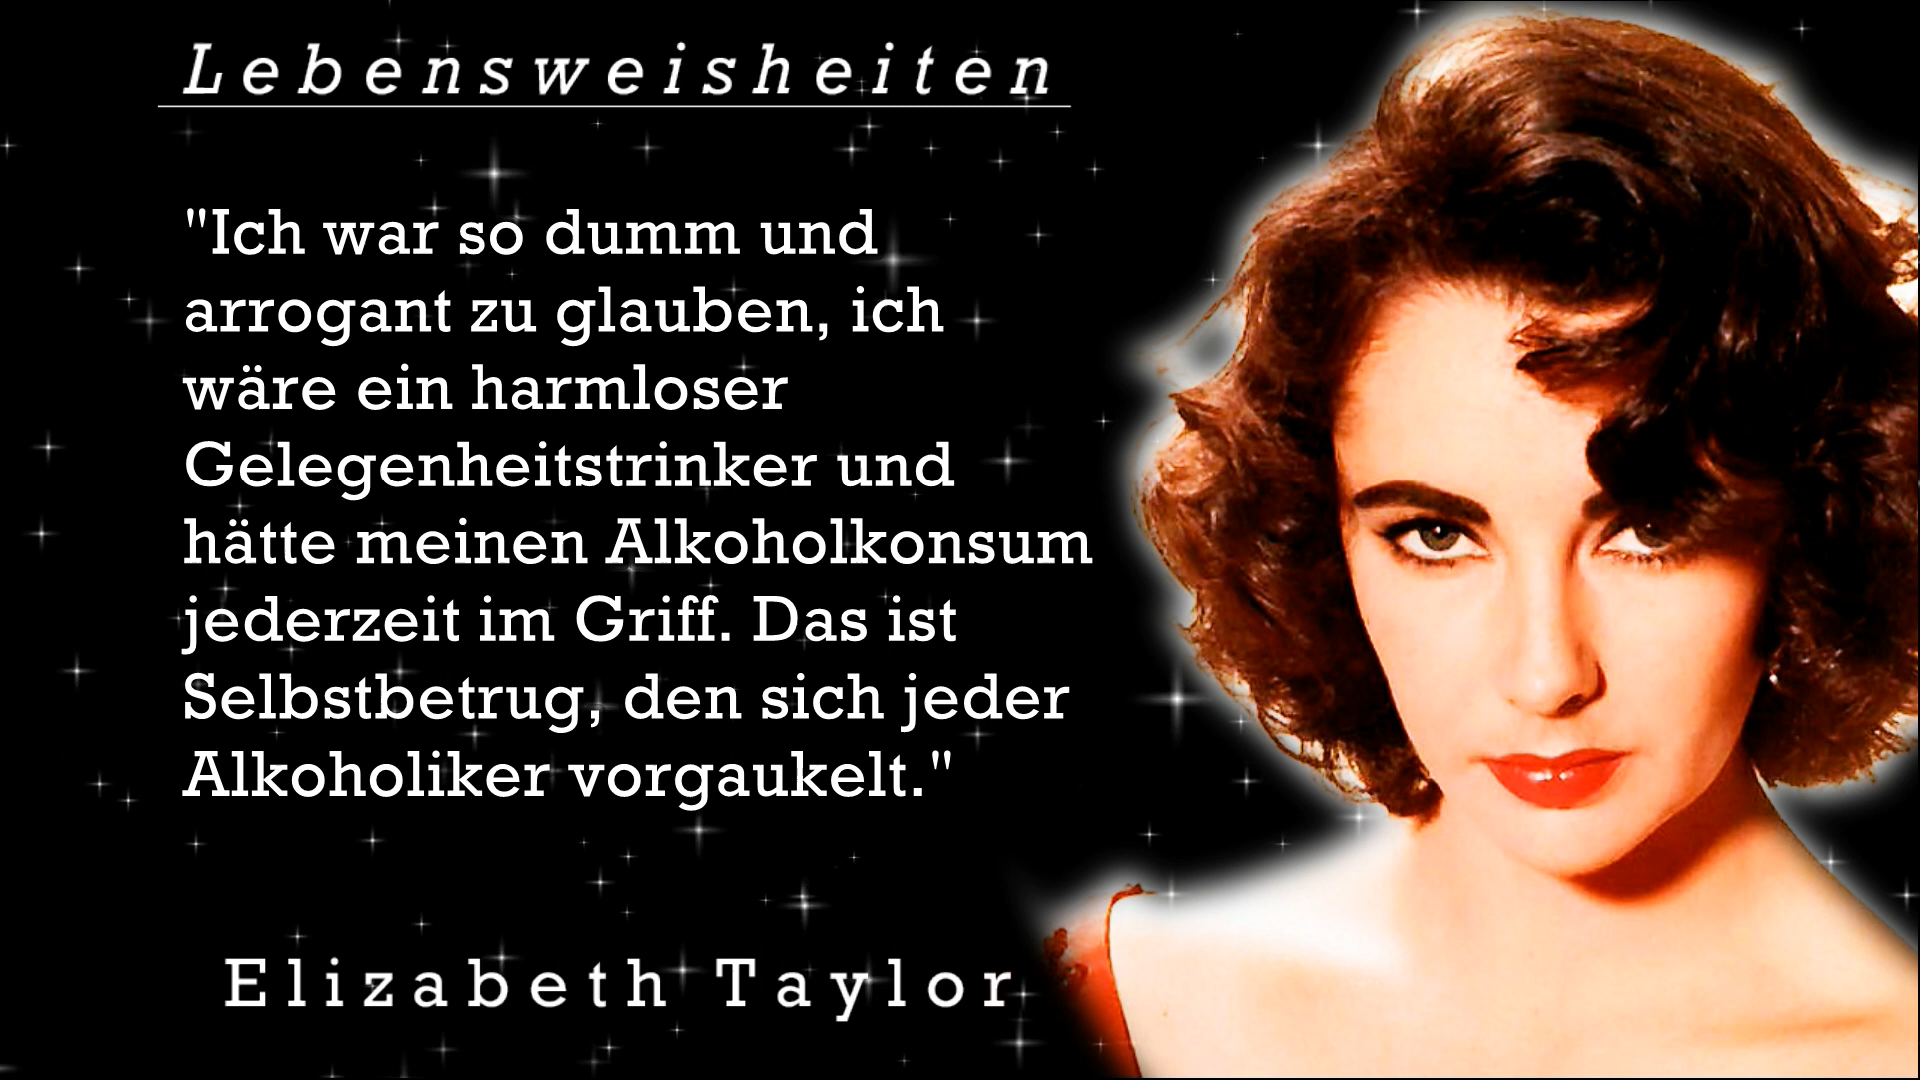 Lebensweisheiten
"Ich war so dumm und
arrogant zu glauben, ich
wäre ein harmloser
Gelegenheitstrinker und
hätte meinen Alkoholkonsum
jederzeit im Griff. Das ist
Selbstbetrug, den sich jeder
Alkoholiker vorgaukelt."
Elizabeth Taylor